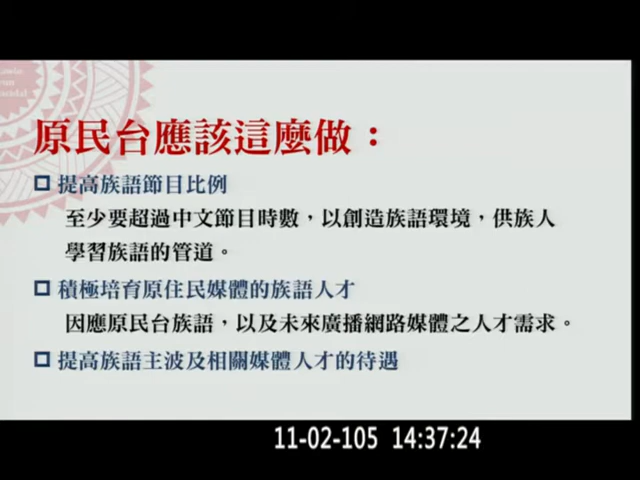 原民台應該這麼做：
提高族語節目比例
至少要超過中文節目時數，以創造族語環境，供族人
學習族語的管道。
積極培育原住民媒體的族語人才
因應原民台族語，以及未來廣播網路媒體之人才需求。
提高族語主波及相關媒體人才的待遇
11-02-105 14:37:24